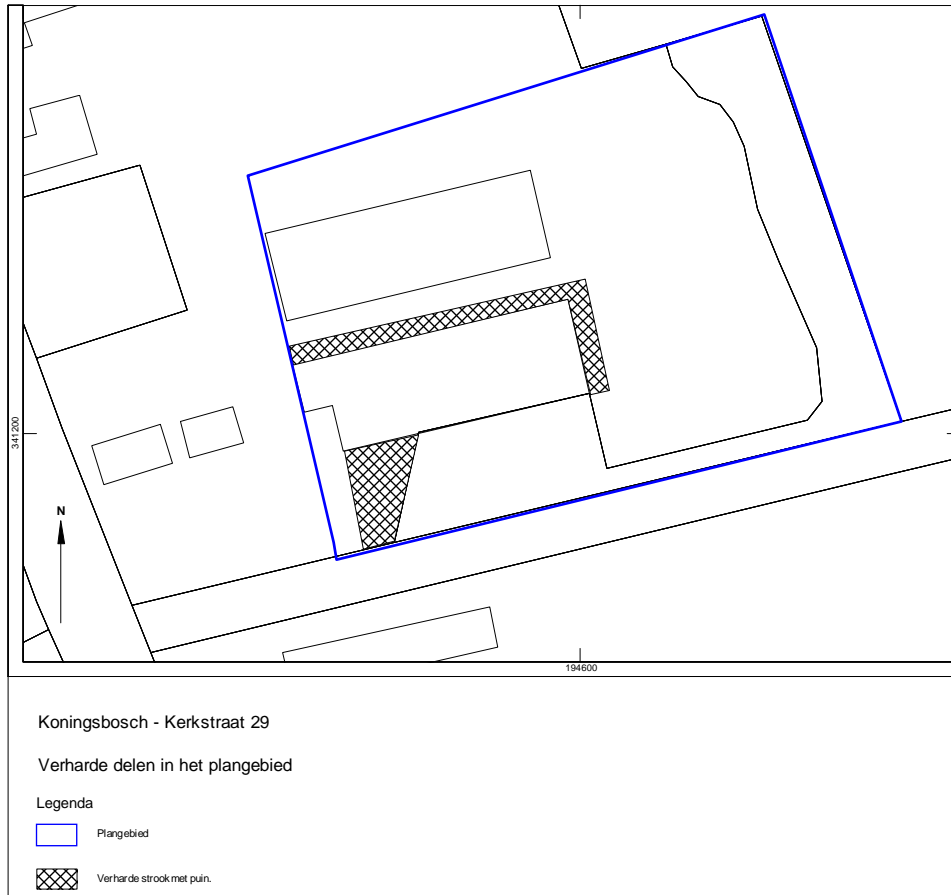 341200
N
194600
Koningsbosch - Kerkstraat 29
Verharde delen in het plangebied
Legenda
Plangebied
Verharde strook met puin.